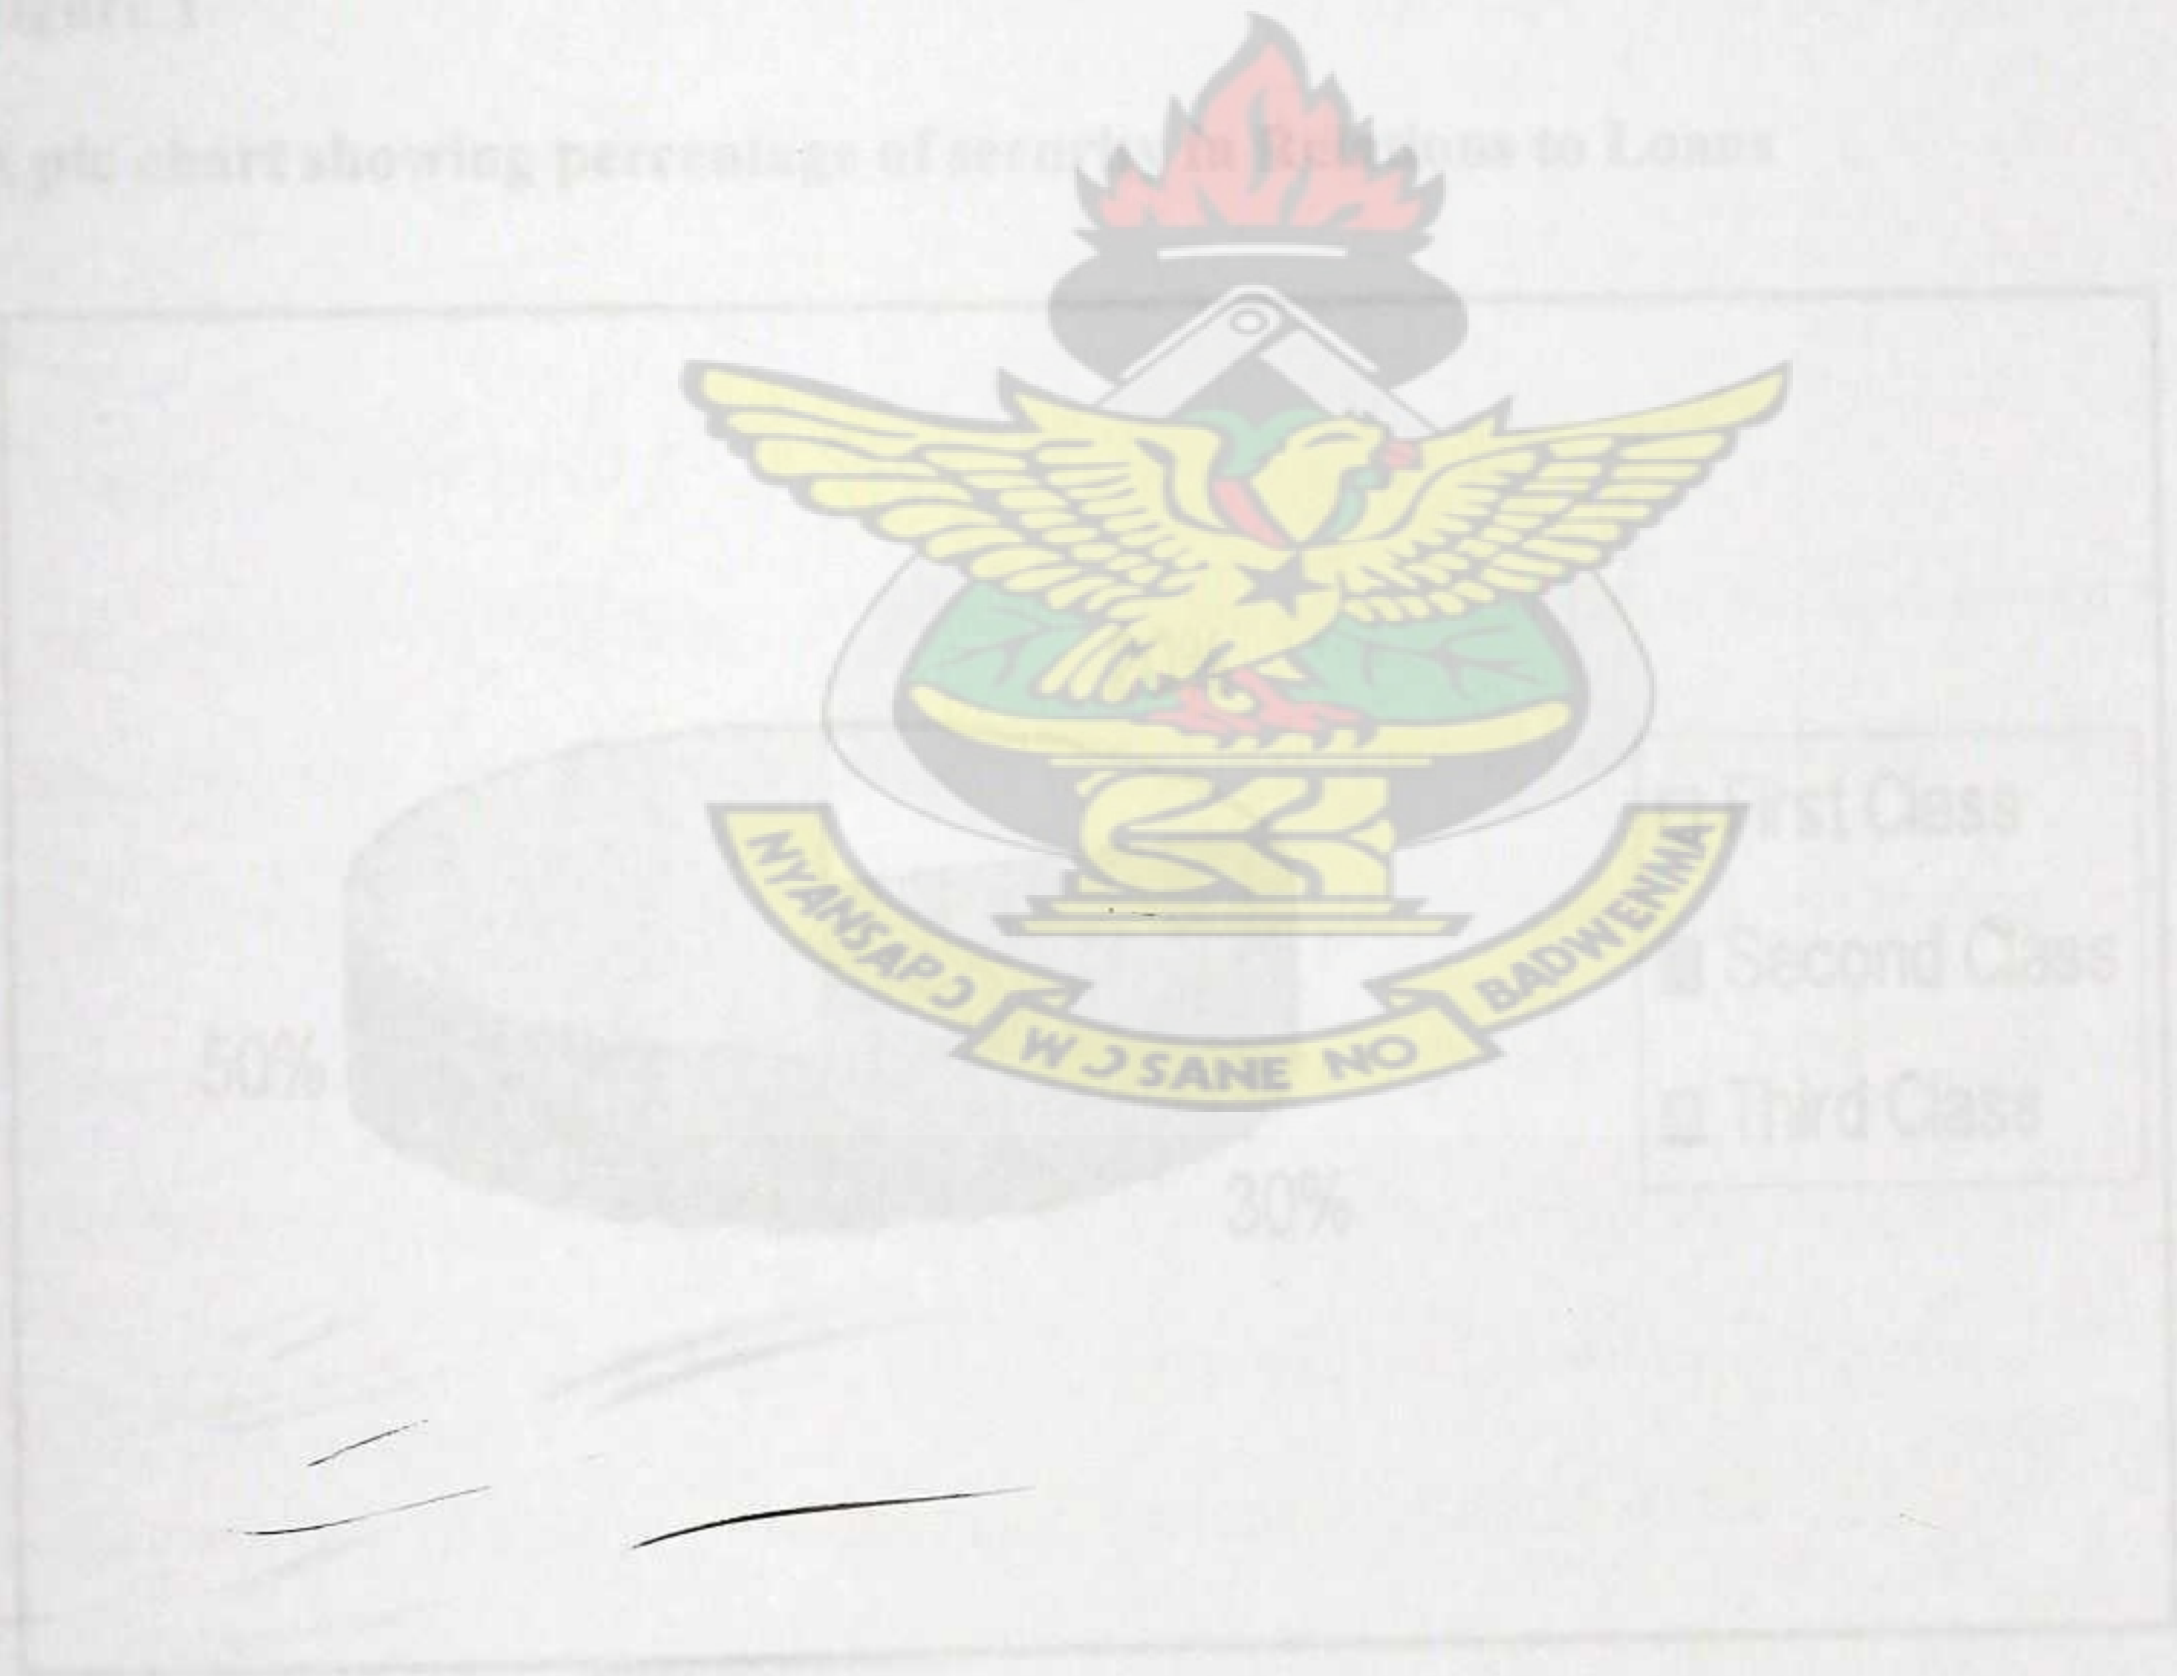 pie chart showing percentage of security in Relations to Loans
First Class
NYANSAPƆ
BADWENMA
Second Class
WƆSANE NO
50%
Third Class
30%